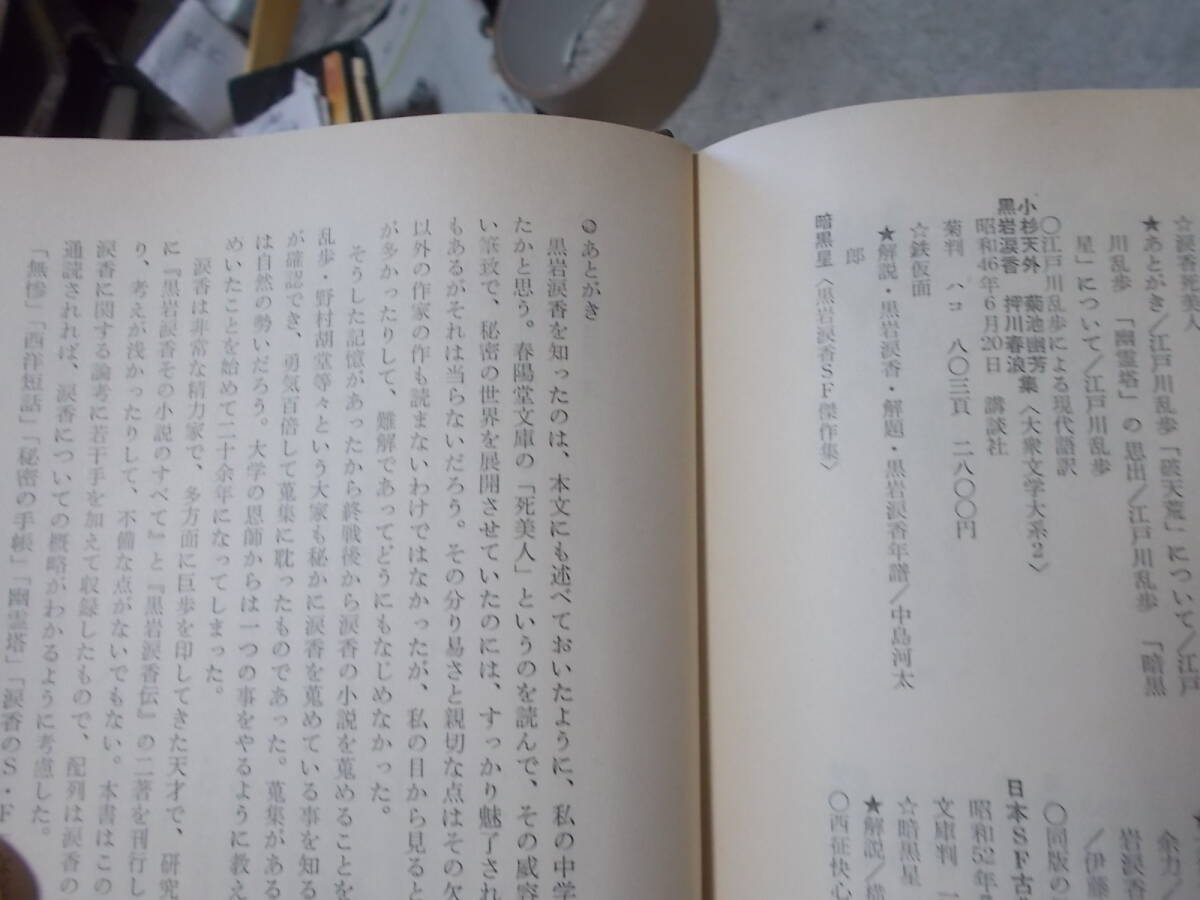 ☆涙香死美人
★あとがき／江戸川乱歩「破天荒」について／江戸
川乱歩　「幽霊塔」の思出／江戸川乱歩　「暗黒
星」について／江戸川乱歩
○江戸川乱歩による現代語訳
小杉天外　菊池幽芳
黒岩涙香　押川春浪集〈大衆文学大系２〉
昭和46年６月20日　講談社
菊判　ハコ　八〇三頁　二八〇〇円
☆鉄仮面
★解説・黒岩涙香・解題・黒岩涙香年譜／中島河太
郎
暗黒星〈黒岩涙香ＳＦ傑作集〉
余力／
岩涙香
／伊藤
○同版の
日本ＳＦ古
昭和52年
文庫判　一
☆暗黒星
★解説／横
○西征快心
あとがき
黒岩涙香を知ったのは、本文にも述べておいたように、私の中学
たかと思う。春陽堂文庫の「死美人」というのを読んで、その威容
い筆致で、秘密の世界を展開させていたのには、すっかり魅了され
もあるがそれは当らないだろう。その分り易さと親切な点はその欠
以外の作家の作も読まないわけではなかったが、私の目から見ると
が多かったりして、難解であってどうにもなじめなかった。
そうした記憶があったから終戦後から涙香の小説を蒐めることを
乱歩・野村胡堂等々という大家も秘かに涙香を蒐めている事を知る
が確認でき、勇気百倍して蒐集に耽ったものであった。蒐集がある
は自然の勢いだろう。大学の恩師からは一つの事をやるように教え
めいたことを始めて二十余年になってしまった。
涙香は非常な精力家で、多方面に巨歩を印してきた天才で、研究
に『黒岩涙香その小説のすべて』と『黒岩涙香伝』の二著を刊行し
り、考えが浅かったりして、不備な点がないでもない。本書はこの
涙香に関する論考に若干手を加えて収録したもので、配列は涙香の
通読されれば、涙香についての概略がわかるように考慮した。
「無惨」「西洋短話」「秘密の手帳」「幽霊塔」「涙香のＳ・Ｆ